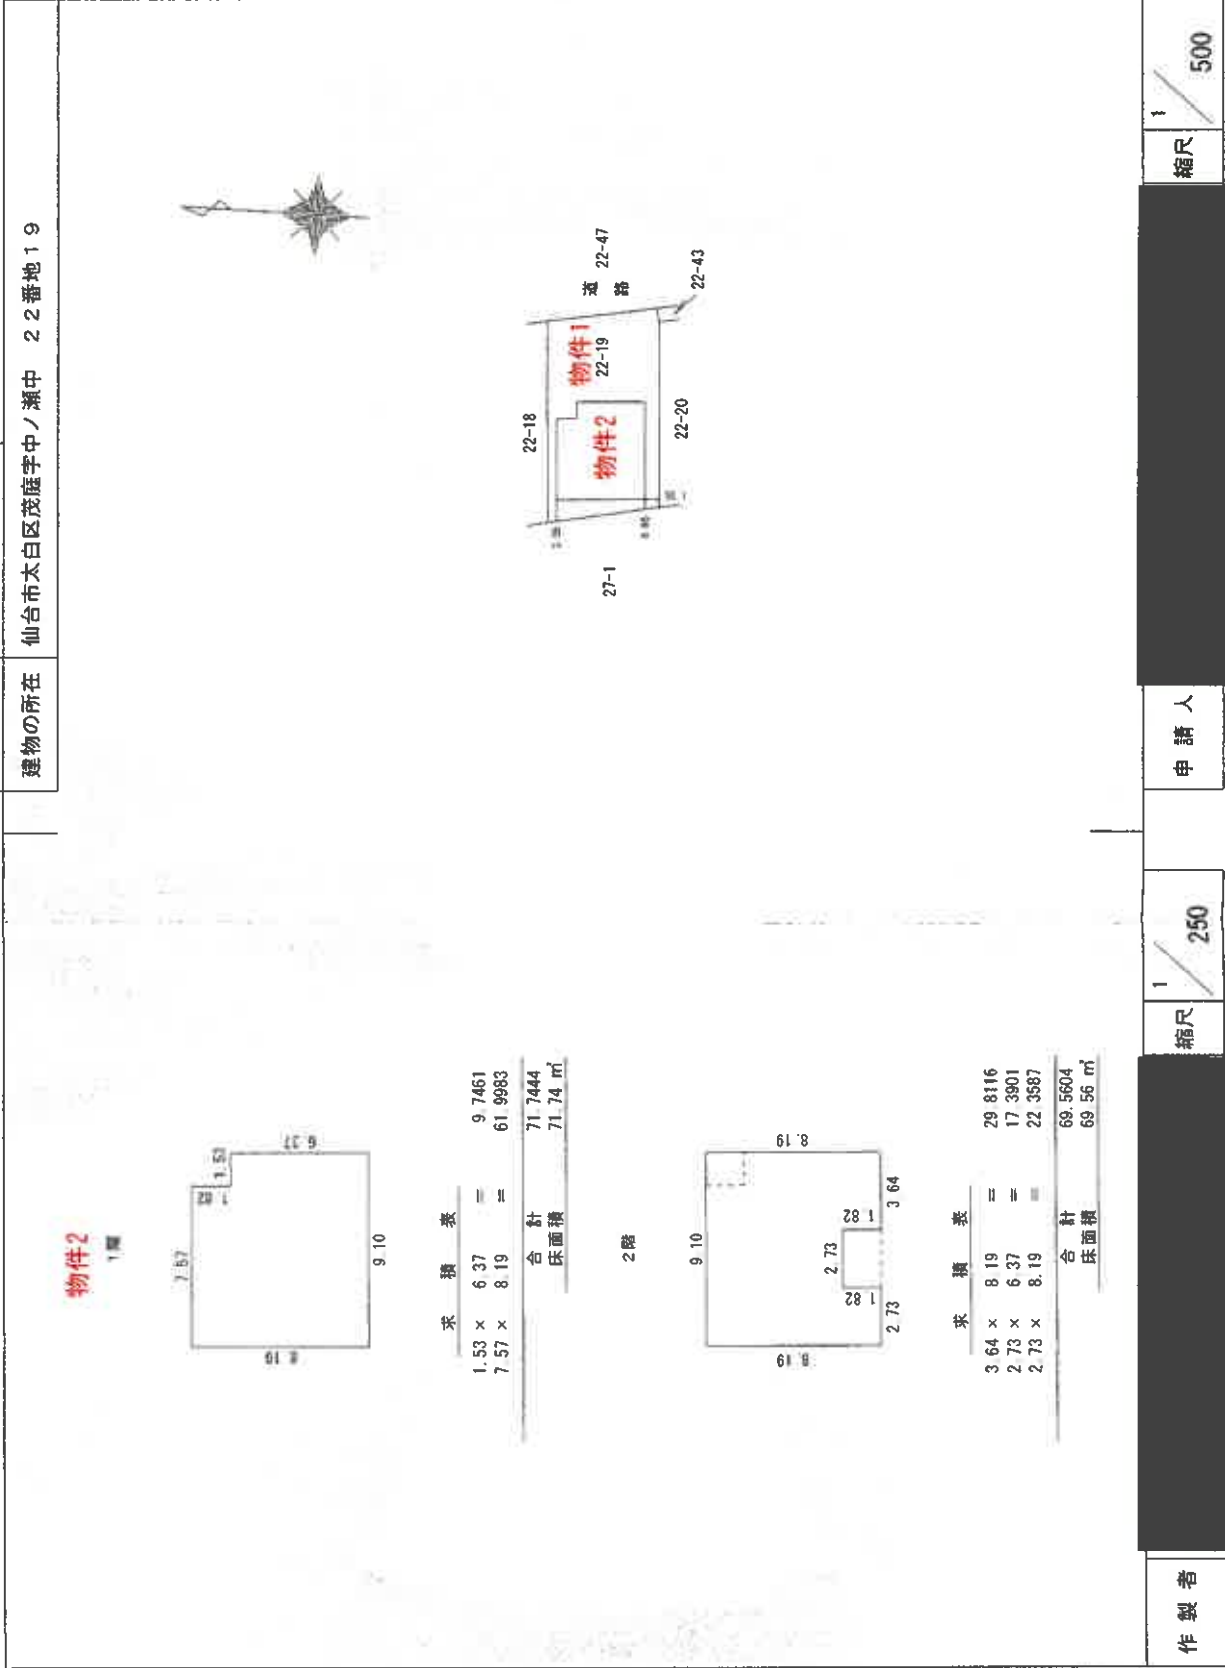 建物の所在 仙台市太白区茂庭字中ノ瀬中 22番地19
物件2
1階
7.57
1.82
1.53
6.37
8.19
9.10
求積表
1.53 × 6.37 = 9.7461
7.57 × 8.19 = 61.9983
合計 71.7444
床面積 71.74 ㎡
2階
9.10
8.19
8.19
2.73
1.82
1.82
2.73
3.64
求積表
3.64 × 8.19 = 29.8116
2.73 × 6.37 = 17.3901
2.73 × 8.19 = 22.3587
合計 69.5604
床面積 69.56 ㎡
22-18
道路
22-47
物件1
22-19
物件2
22-43
22-20
27-1
作製者
縮尺 1/250
申請人
縮尺 1/500